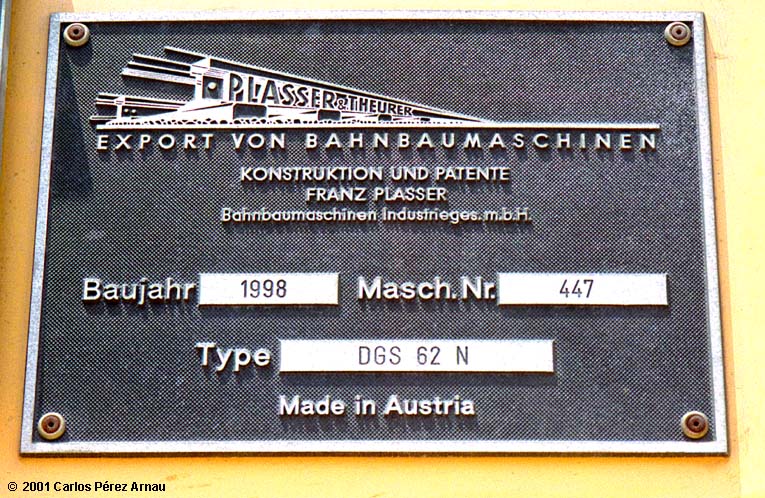 PLASSER & THEURER
EXPORT VON BAHNBAUMASCHINEN
KONSTRUKTION UND PATENTE
FRANZ PLASSER
Bahnbaumaschinen Industrieges.m.b.H.
Baujahr 1998 Masch.Nr. 447
Type DGS 62 N
Made in Austria
© 2001 Carlos Pérez Arnau